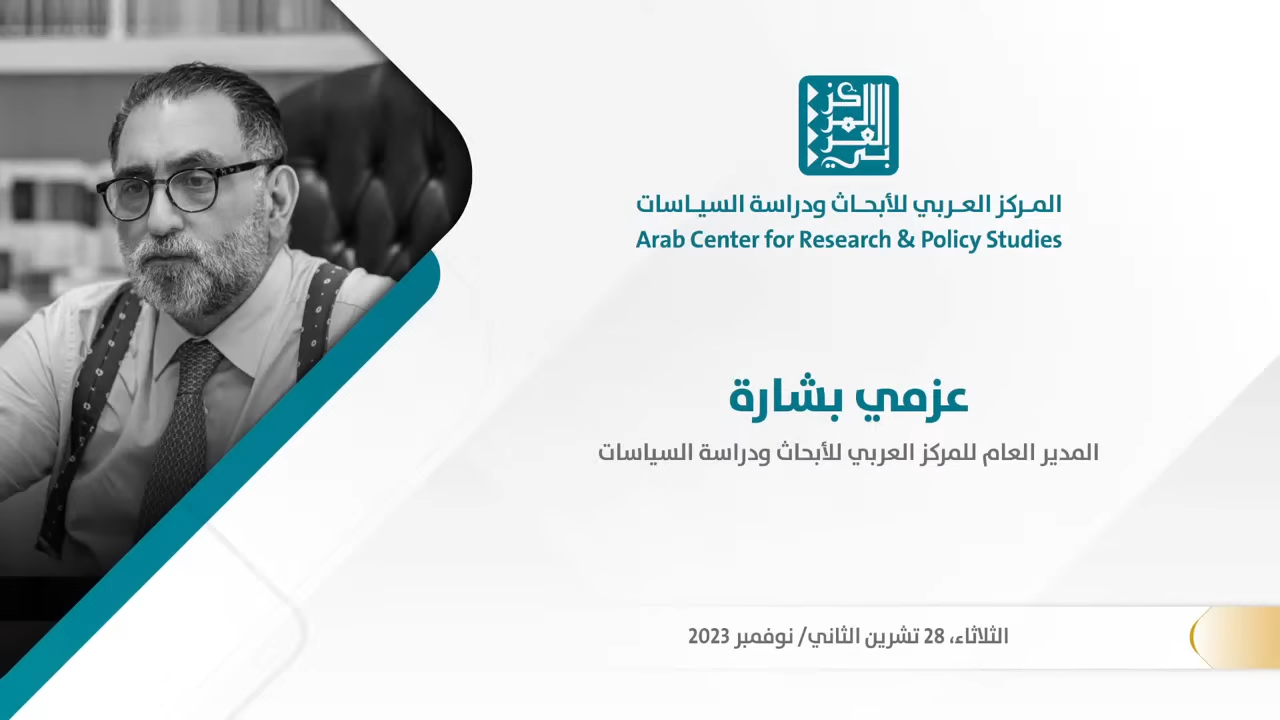 المركز
العربي
المـركز العـربي للأبحـاث ودراسة السيـاسات
Arab Center for Research & Policy Studies
عزمي بشارة
المدير العام للمركز العربي للأبحاث ودراسة السياسات
الثلاثاء، 28 تشرين الثاني/ نوفمبر 2023